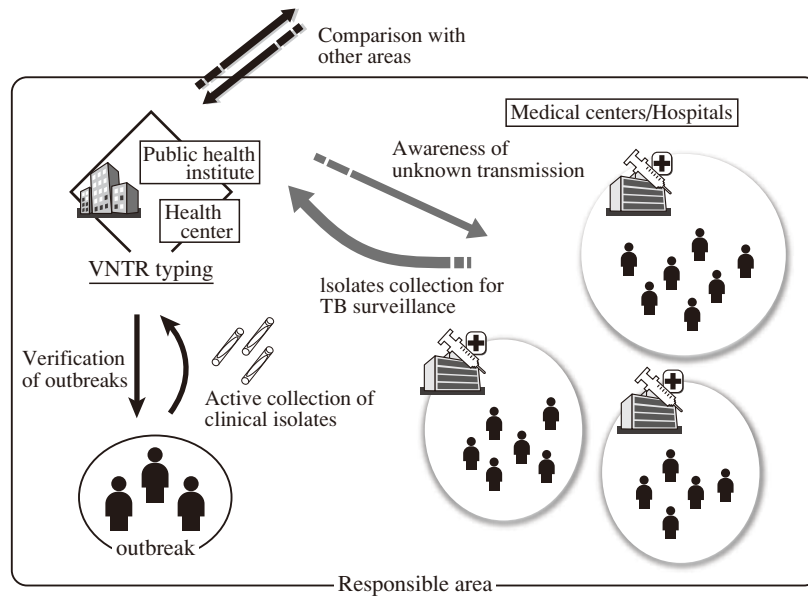 Comparison with
other areas
Medical centers/Hospitals
Public health
institute
Health
center
VNTR typing
Awareness of
unknown transmission
Isolates collection for
TB surveillance
Verification
of outbreaks
Active collection of
clinical isolates
outbreak
Responsible area